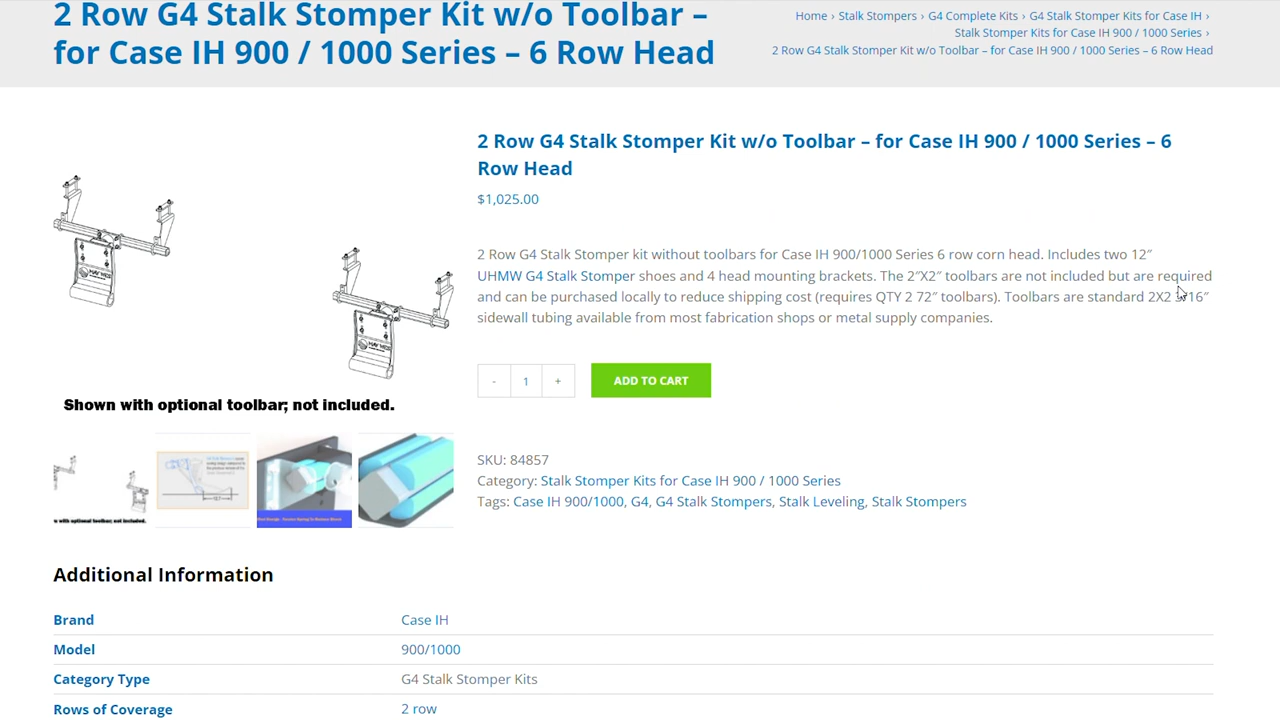 2 Row G4 Stalk Stomper Kit w/o Toolbar –
for Case IH 900 / 1000 Series – 6 Row Head
Home › Stalk Stompers › G4 Complete Kits › G4 Stalk Stomper Kits for Case IH ›
Stalk Stomper Kits for Case IH 900 / 1000 Series ›
2 Row G4 Stalk Stomper Kit w/o Toolbar – for Case IH 900 / 1000 Series – 6 Row Head
2 Row G4 Stalk Stomper Kit w/o Toolbar – for Case IH 900 / 1000 Series – 6
Row Head
$1,025.00
2 Row G4 Stalk Stomper kit without toolbars for Case IH 900/1000 Series 6 row corn head. Includes two 12″
UHMW G4 Stalk Stomper shoes and 4 head mounting brackets. The 2″X2″ toolbars are not included but are required
and can be purchased locally to reduce shipping cost (requires QTY 2 72″ toolbars). Toolbars are standard 2X2 /16″
sidewall tubing available from most fabrication shops or metal supply companies.
Shown with optional toolbar; not included.
- 1 +
ADD TO CART
w with optional toolbar; not included.
SKU: 84857
Category: Stalk Stomper Kits for Case IH 900 / 1000 Series
Tags: Case IH 900/1000, G4, G4 Stalk Stompers, Stalk Leveling, Stalk Stompers
Additional Information
Brand Case IH
Model 900/1000
Category Type G4 Stalk Stomper Kits
Rows of Coverage 2 row